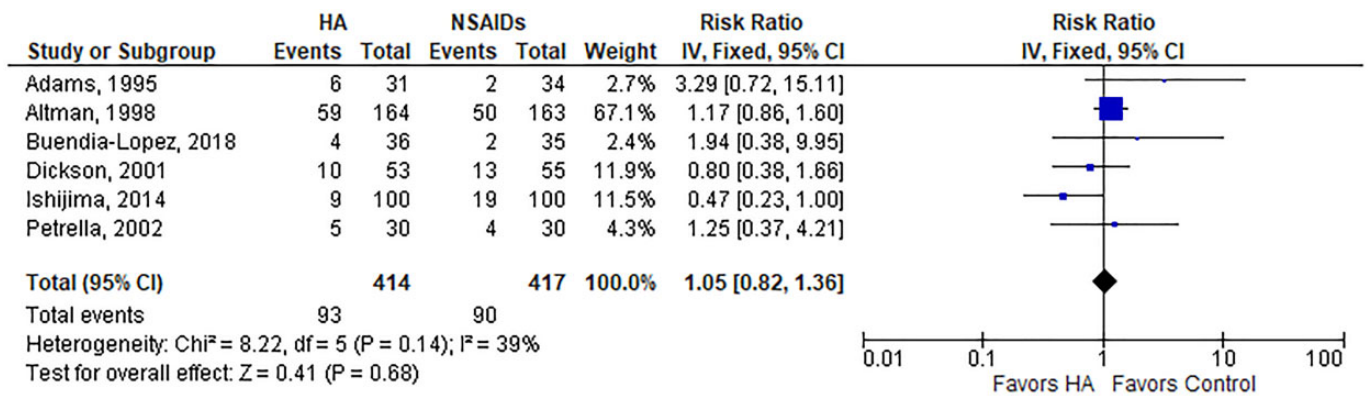 HA NSAIDs Risk Ratio Risk Ratio
Study or Subgroup Events Total Events Total Weight IV, Fixed, 95% CI IV, Fixed, 95% CI
Adams, 1995 6 31 2 34 2.7% 3.29 [0.72, 15.11]
Altman, 1998 59 164 50 163 67.1% 1.17 [0.86, 1.60]
Buendia-Lopez, 2018 4 36 2 35 2.4% 1.94 [0.38, 9.95]
Dickson, 2001 10 53 13 55 11.9% 0.80 [0.38, 1.66]
Ishijima, 2014 9 100 19 100 11.5% 0.47 [0.23, 1.00]
Petrella, 2002 5 30 4 30 4.3% 1.25 [0.37, 4.21]
Total (95% CI) 414 417 100.0% 1.05 [0.82, 1.36]
Total events 93 90
Heterogeneity: Chi² = 8.22, df = 5 (P = 0.14); I² = 39%
Test for overall effect: Z = 0.41 (P = 0.68)
0.01 0.1 1 10 100
Favors HA Favors Control